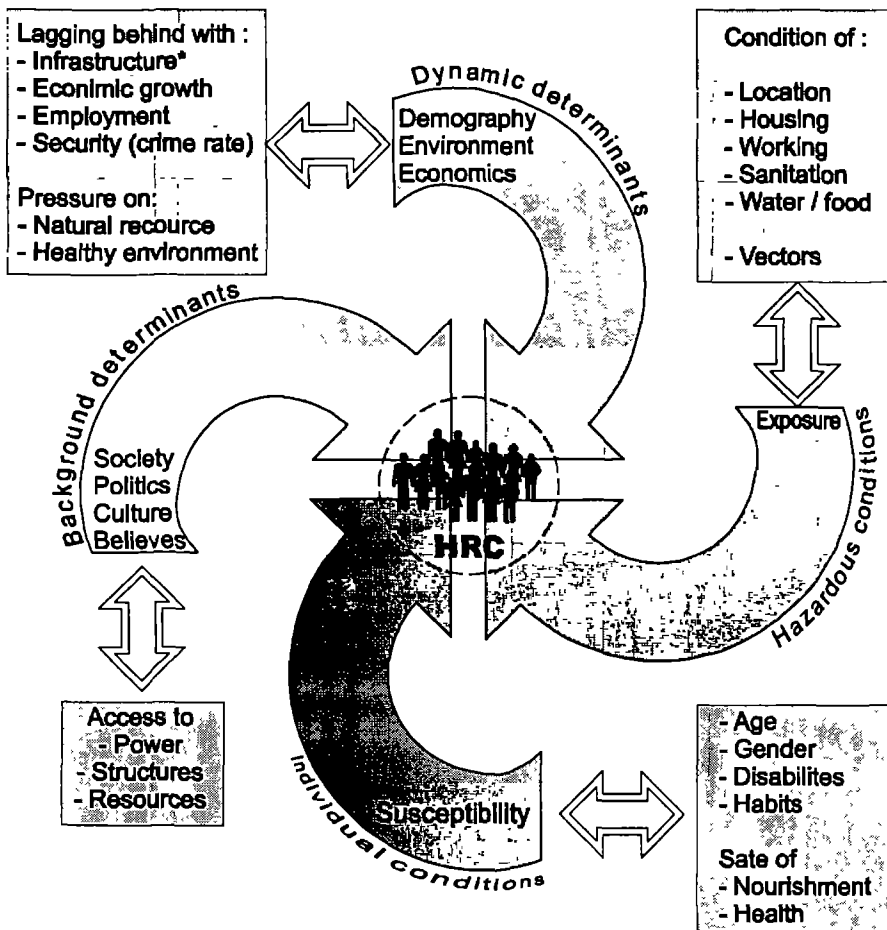 Lagging behind with :
- Infrastructure*
- Econimic growth
- Employment
- Security (crime rate)
Pressure on:
- Natural recource
- Healthy environment
Dynamic determinants
Demography
Environment
Economics
Condition of :
- Location
- Housing
- Working
- Sanitation
- Water / food
- Vectors
Background determinants
Society
Politics
Culture
Believes
HRC
Exposure
Hazardous conditions
Access to
- Power
- Structures
- Resources
Individual conditions
Susceptibility
- Age
- Gender
- Disabilites
- Habits
Sate of
- Nourishment
- Health